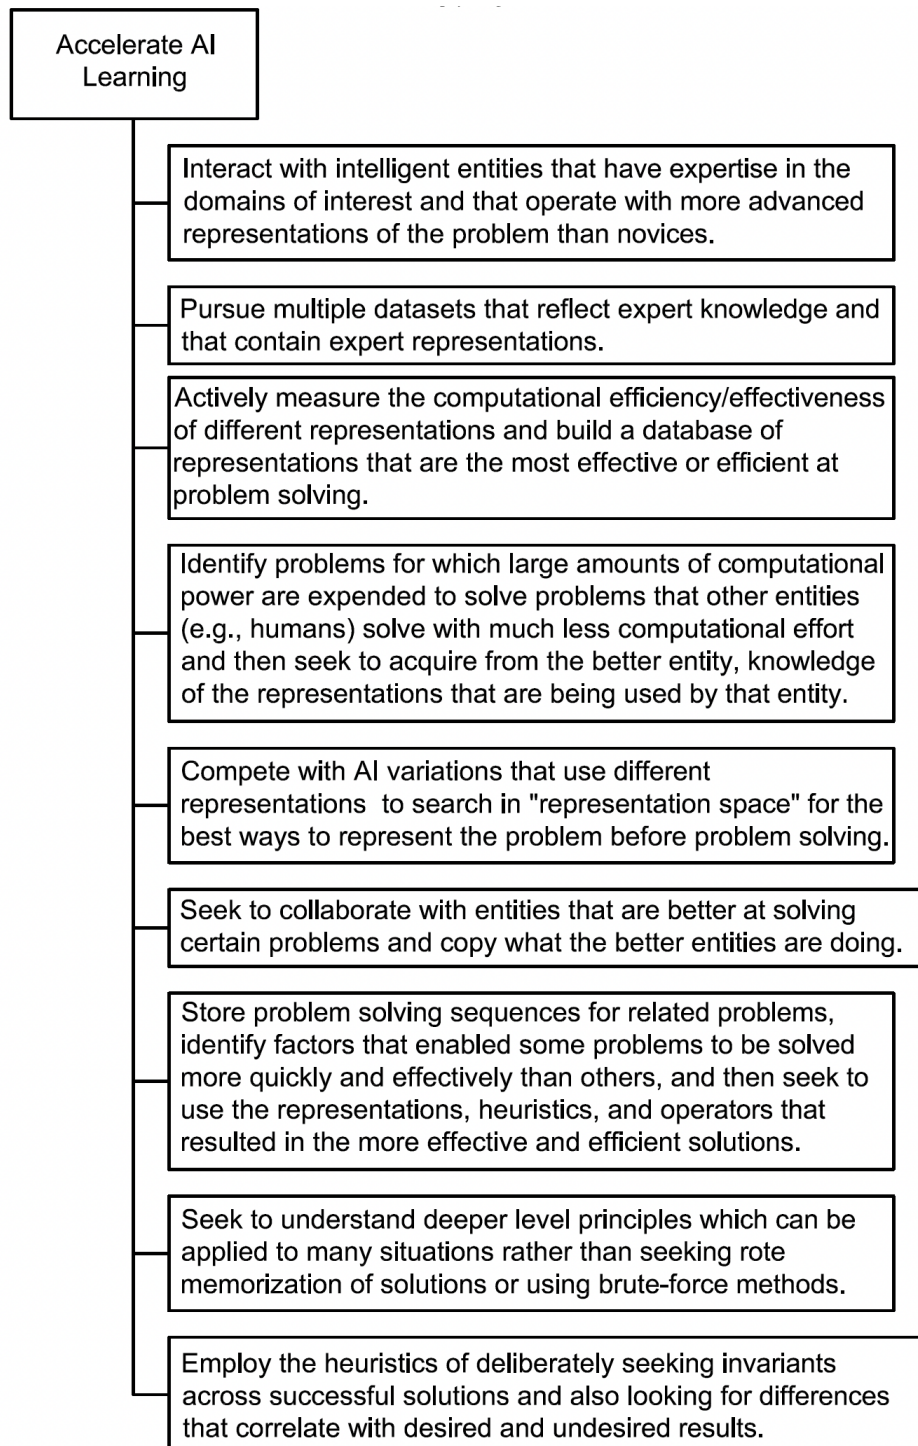 Accelerate AI
Learning
Interact with intelligent entities that have expertise in the
domains of interest and that operate with more advanced
representations of the problem than novices.
Pursue multiple datasets that reflect expert knowledge and
that contain expert representations.
Actively measure the computational efficiency/effectiveness
of different representations and build a database of
representations that are the most effective or efficient at
problem solving.
Identify problems for which large amounts of computational
power are expended to solve problems that other entities
(e.g., humans) solve with much less computational effort
and then seek to acquire from the better entity, knowledge
of the representations that are being used by that entity.
Compete with AI variations that use different
representations  to search in "representation space" for the
best ways to represent the problem before problem solving.
Seek to collaborate with entities that are better at solving
certain problems and copy what the better entities are doing.
Store problem solving sequences for related problems,
identify factors that enabled some problems to be solved
more quickly and effectively than others, and then seek to
use the representations, heuristics, and operators that
resulted in the more effective and efficient solutions.
Seek to understand deeper level principles which can be
applied to many situations rather than seeking rote
memorization of solutions or using brute-force methods.
Employ the heuristics of deliberately seeking invariants
across successful solutions and also looking for differences
that correlate with desired and undesired results.